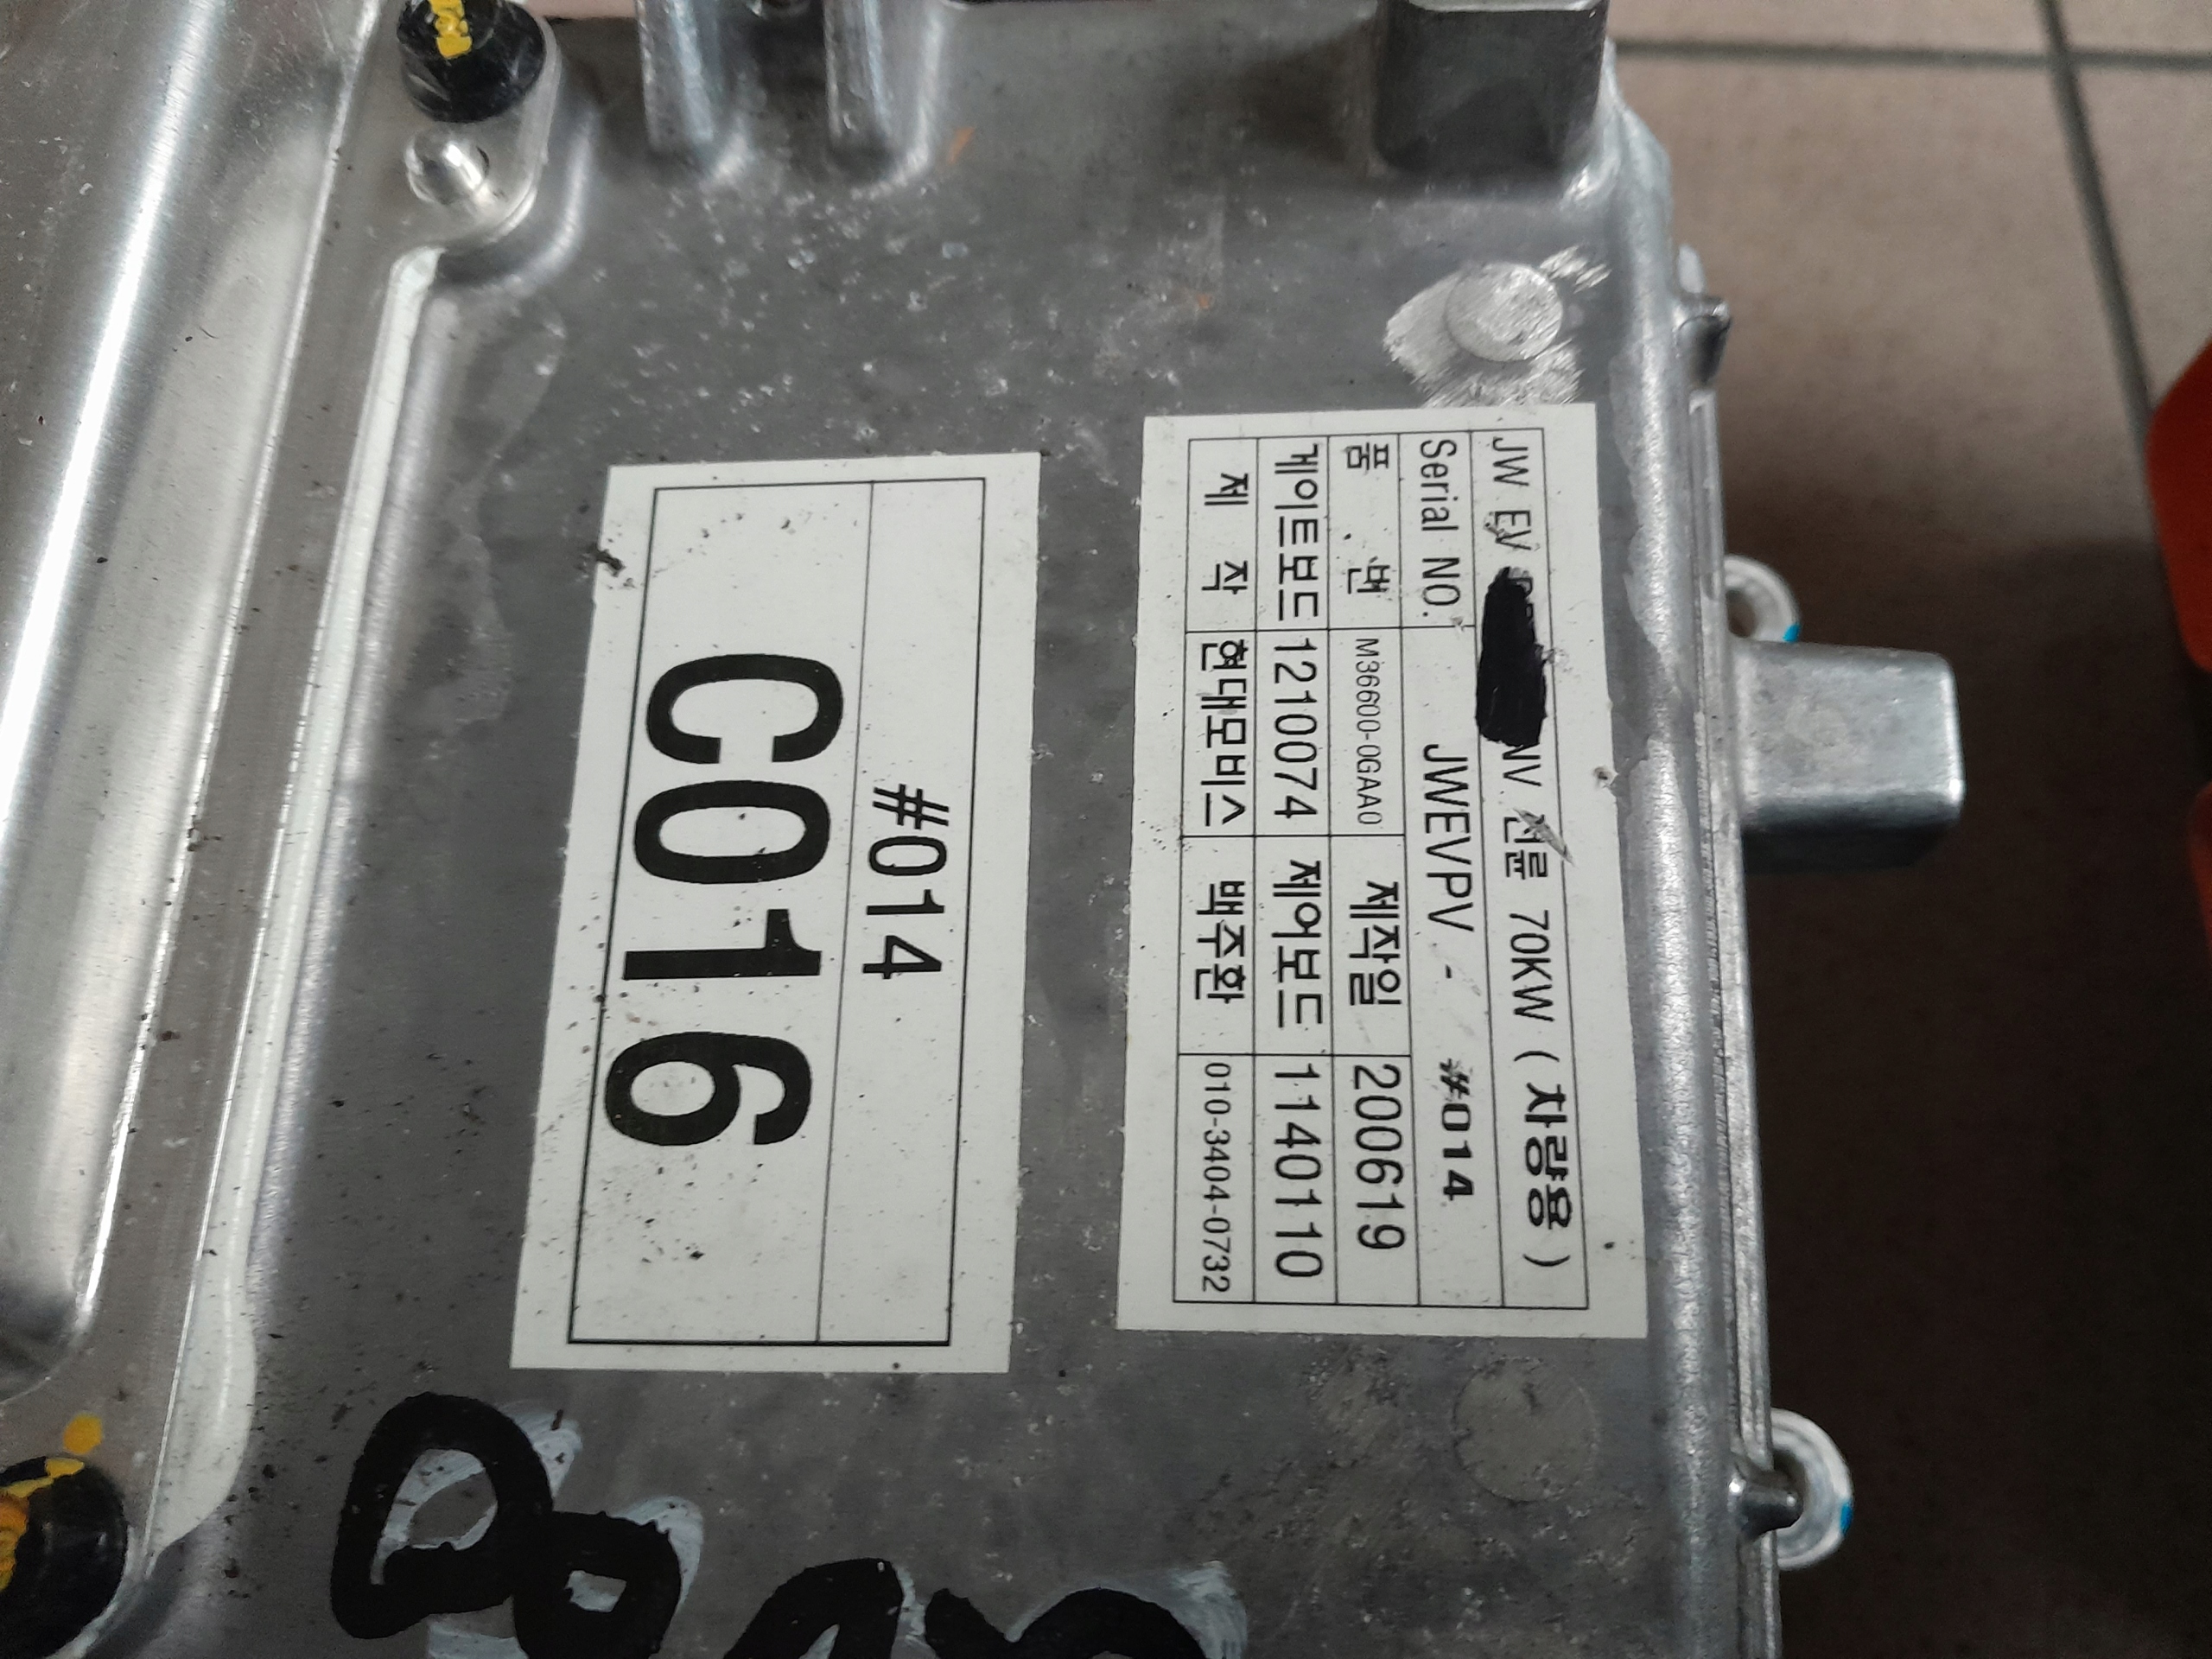 JW EV NV 전륜 70KW ( 차량용 )
Serial NO. JWEVPV - #014
품 번 M36600-0GAA0 제작일 200619
게이트보드 1210074 제어보드 1140110
제 작 현대모비스 백주환 010-3404-0732
#014
C016